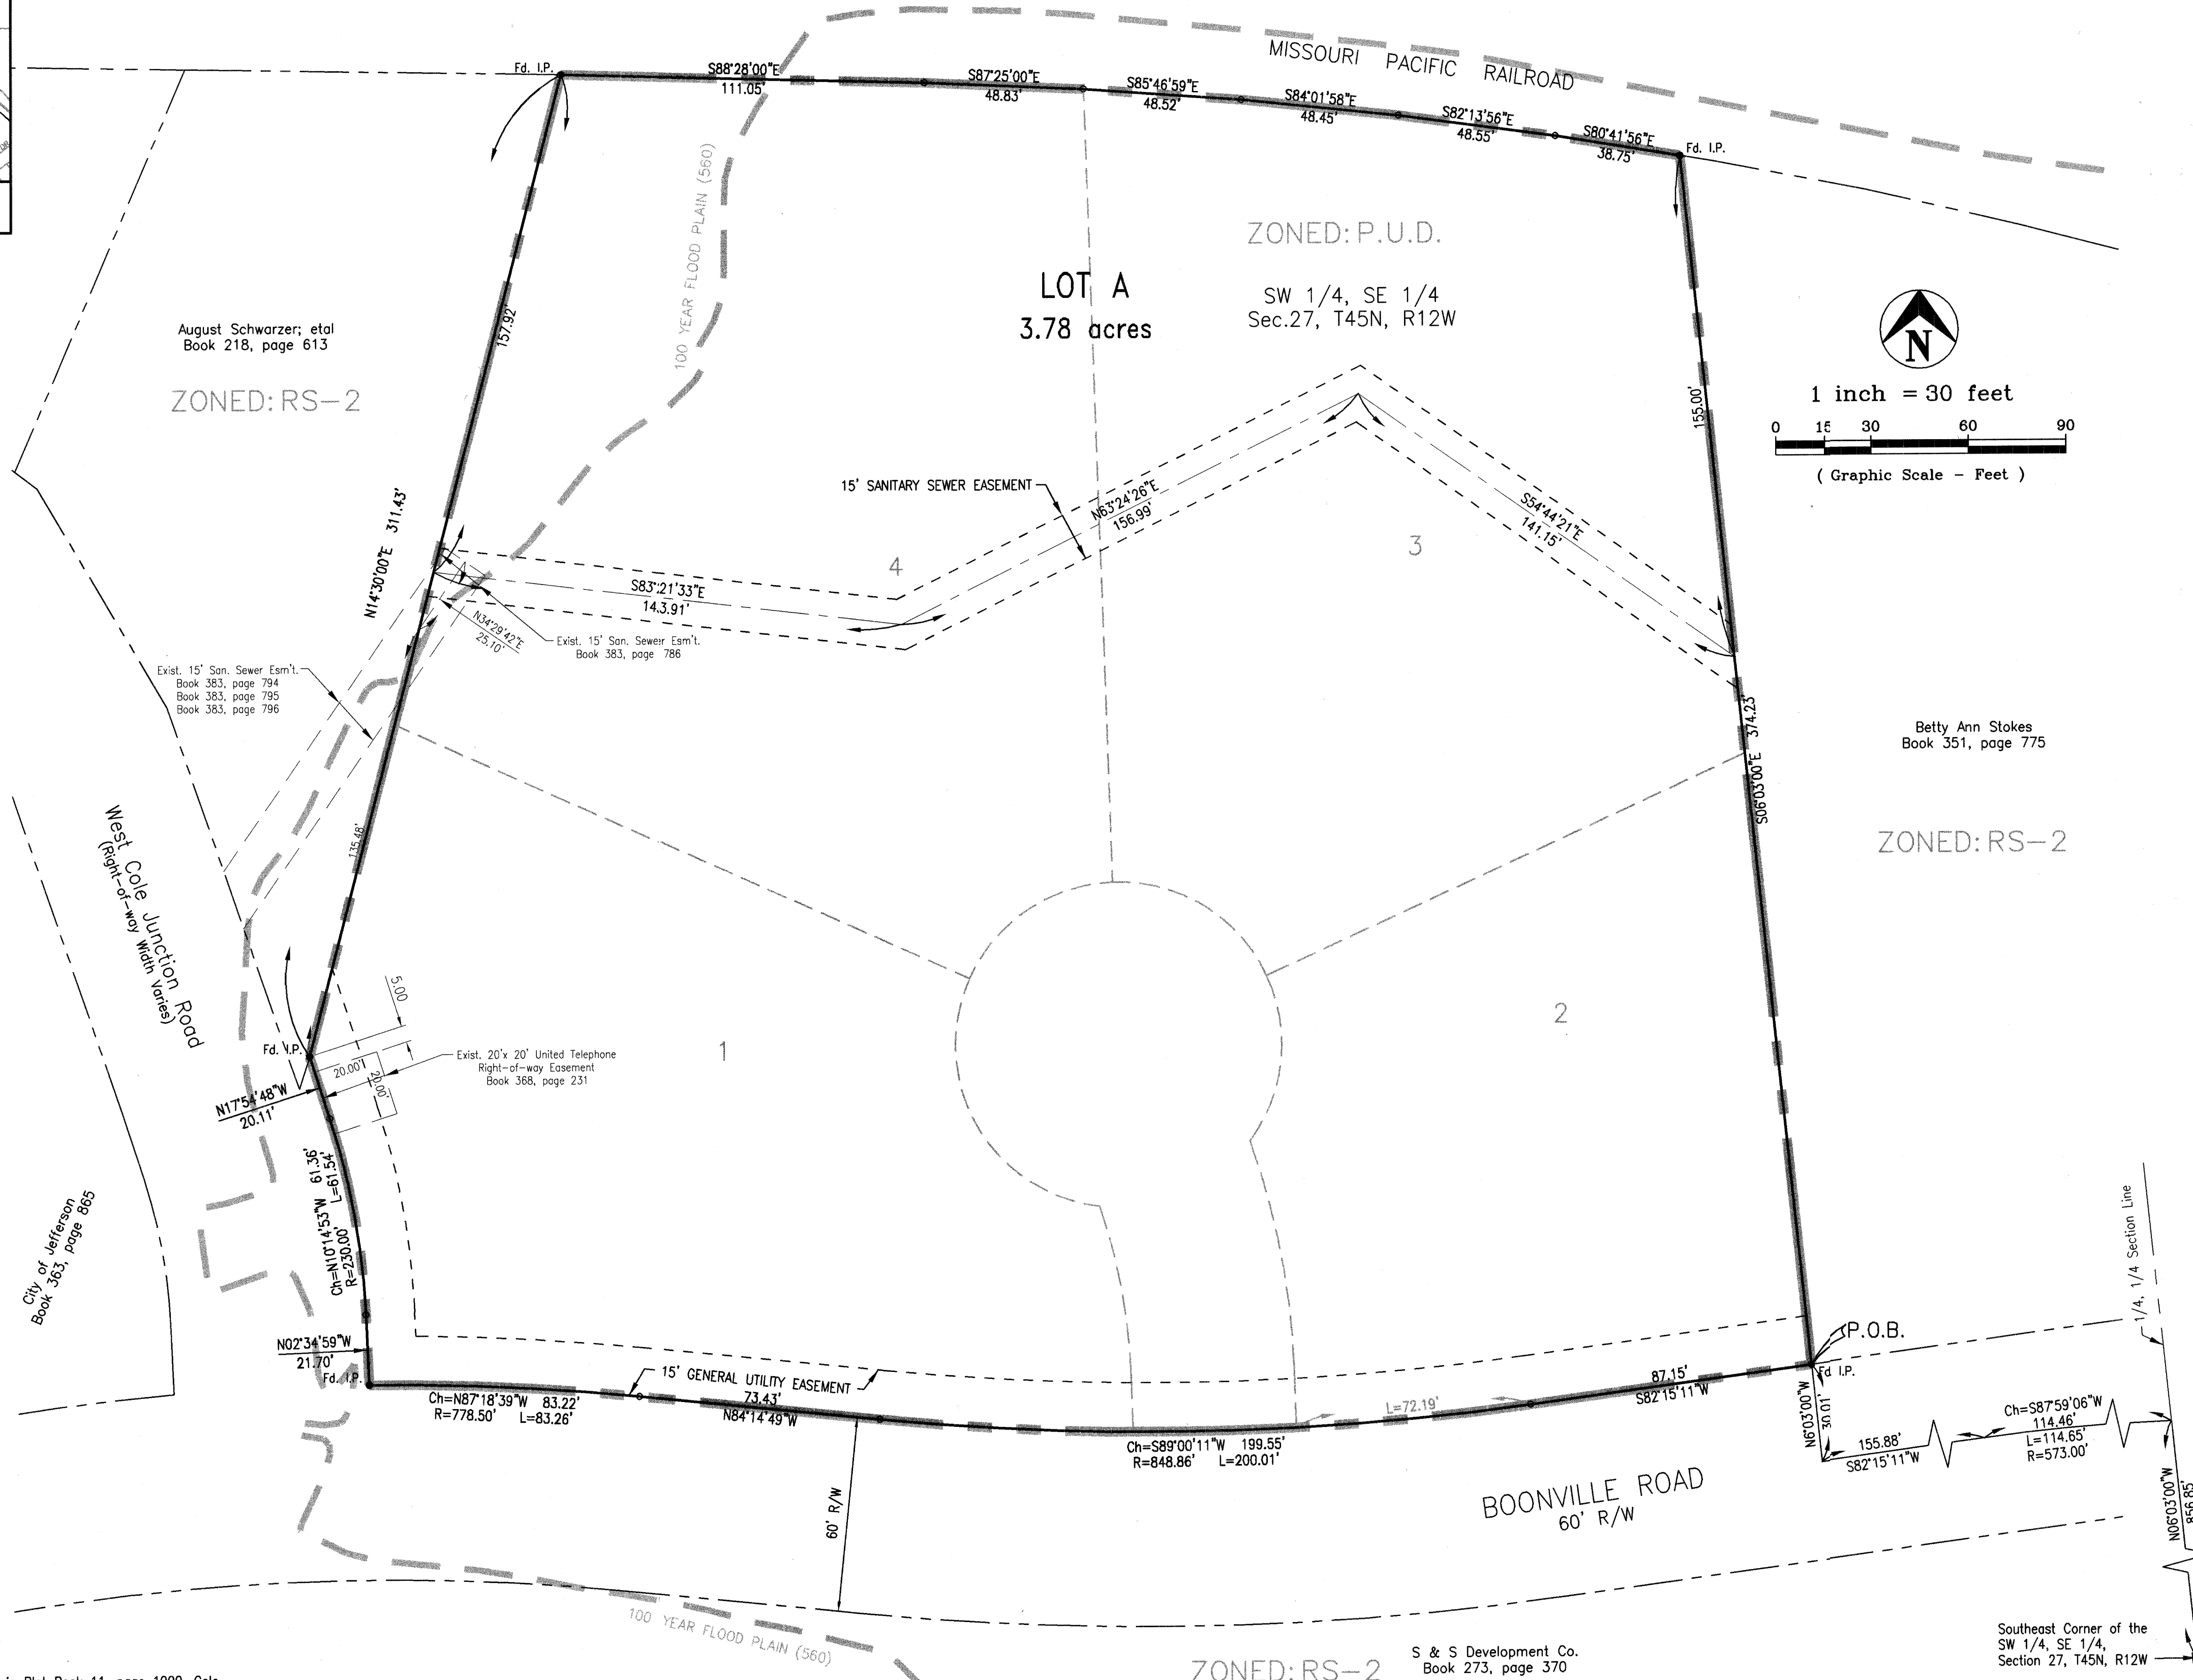 MISSOURI PACIFIC RAILROAD
Fd. I.P.
S88°28'00"E
111.05'
S87°25'00"E
48.83'
S85°46'59"E
48.52'
S84°01'58"E
48.45'
S82°13'56"E
48.55'
S80°41'56"E
38.75'
Fd. I.P.
100 YEAR FLOOD PLAIN (560)
ZONED: P.U.D.
LOT A
3.78 acres
SW 1/4, SE 1/4
Sec.27, T45N, R12W
157.92'
155.00'
August Schwarzer; etal
Book 218, page 613
ZONED: RS-2
N
1 inch = 30 feet
0 15 30 60 90
( Graphic Scale - Feet )
15' SANITARY SEWER EASEMENT
N63°24'26"E
156.99'
S54°44'21"E
141.15'
N14°30'00"E 311.43'
4
3
S83°21'33"E
143.91'
N34°29'42"E
25.10'
Exist. 15' San. Sewer Esm't.
Book 383, page 786
Exist. 15' San. Sewer Esm't.
Book 383, page 794
Book 383, page 795
Book 383, page 796
S06°03'00"E 374.23'
Betty Ann Stokes
Book 351, page 775
ZONED: RS-2
135.48'
West Cole Junction Road
(Right-of-way Width Varies)
5.00
1
2
Fd. I.P.
20.00'
20.00'
Exist. 20'x 20' United Telephone
Right-of-way Easement
Book 368, page 231
N17°54'48"W
20.11'
Ch=N10°14'53"W 61.36'
R=230.00' L=61.54'
City of Jefferson
Book 363, page 865
1/4, 1/4 Section Line
N02°34'59"W
21.70'
Fd. I.P.
P.O.B.
Fd I.P.
15' GENERAL UTILITY EASEMENT
Ch=N87°18'39"W 83.22'
R=778.50' L=83.26'
73.43'
N84°14'49"W
L=72.19'
87.15'
S82°15'11"W
Ch=S89°00'11"W 199.55'
R=848.86' L=200.01'
N6°03'00"W
155.88'
S82°15'11"W
Ch=S87°59'06"W
114.46'
L=114.65'
R=573.00'
N06°03'00"W
856.85'
60' R/W
BOONVILLE ROAD
60' R/W
100 YEAR FLOOD PLAIN (560)
ZONED: RS-2
S & S Development Co.
Book 273, page 370
Southeast Corner of the
SW 1/4, SE 1/4,
Section 27, T45N, R12W